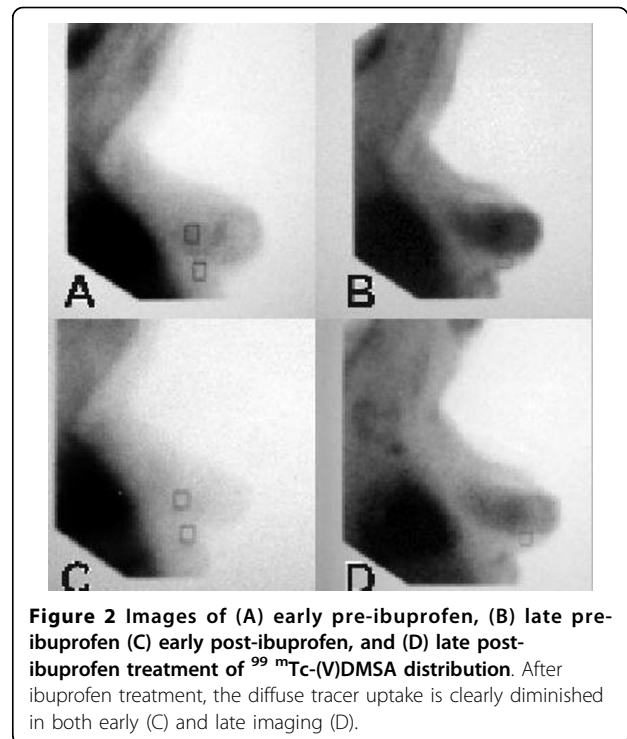 A
B
C
D
Figure 2 Images of (A) early pre-ibuprofen, (B) late pre-
ibuprofen (C) early post-ibuprofen, and (D) late post-
ibuprofen treatment of ⁹⁹ ᵐTc-(V)DMSA distribution. After
ibuprofen treatment, the diffuse tracer uptake is clearly diminished
in both early (C) and late imaging (D).